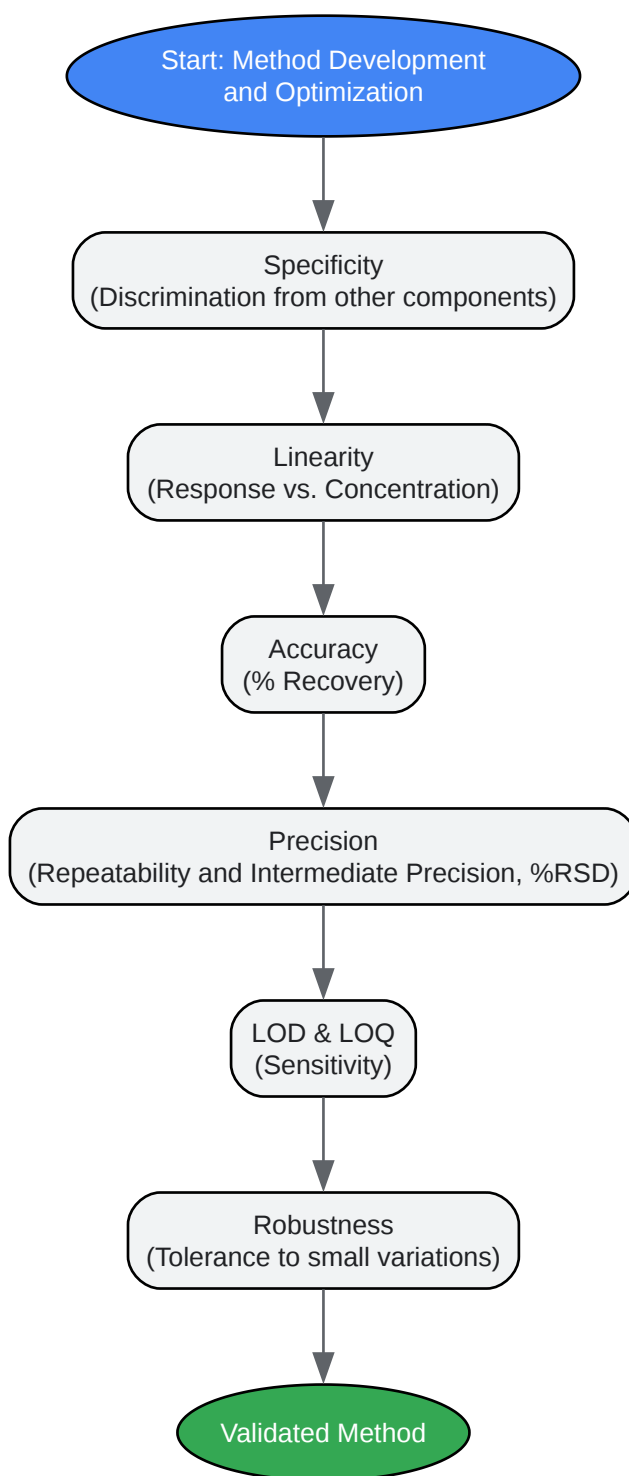 Start: Method Development
and Optimization
Specificity
(Discrimination from other components)
Linearity
(Response vs. Concentration)
Accuracy
(% Recovery)
Precision
(Repeatability and Intermediate Precision, %RSD)
LOD & LOQ
(Sensitivity)
Robustness
(Tolerance to small variations)
Validated Method